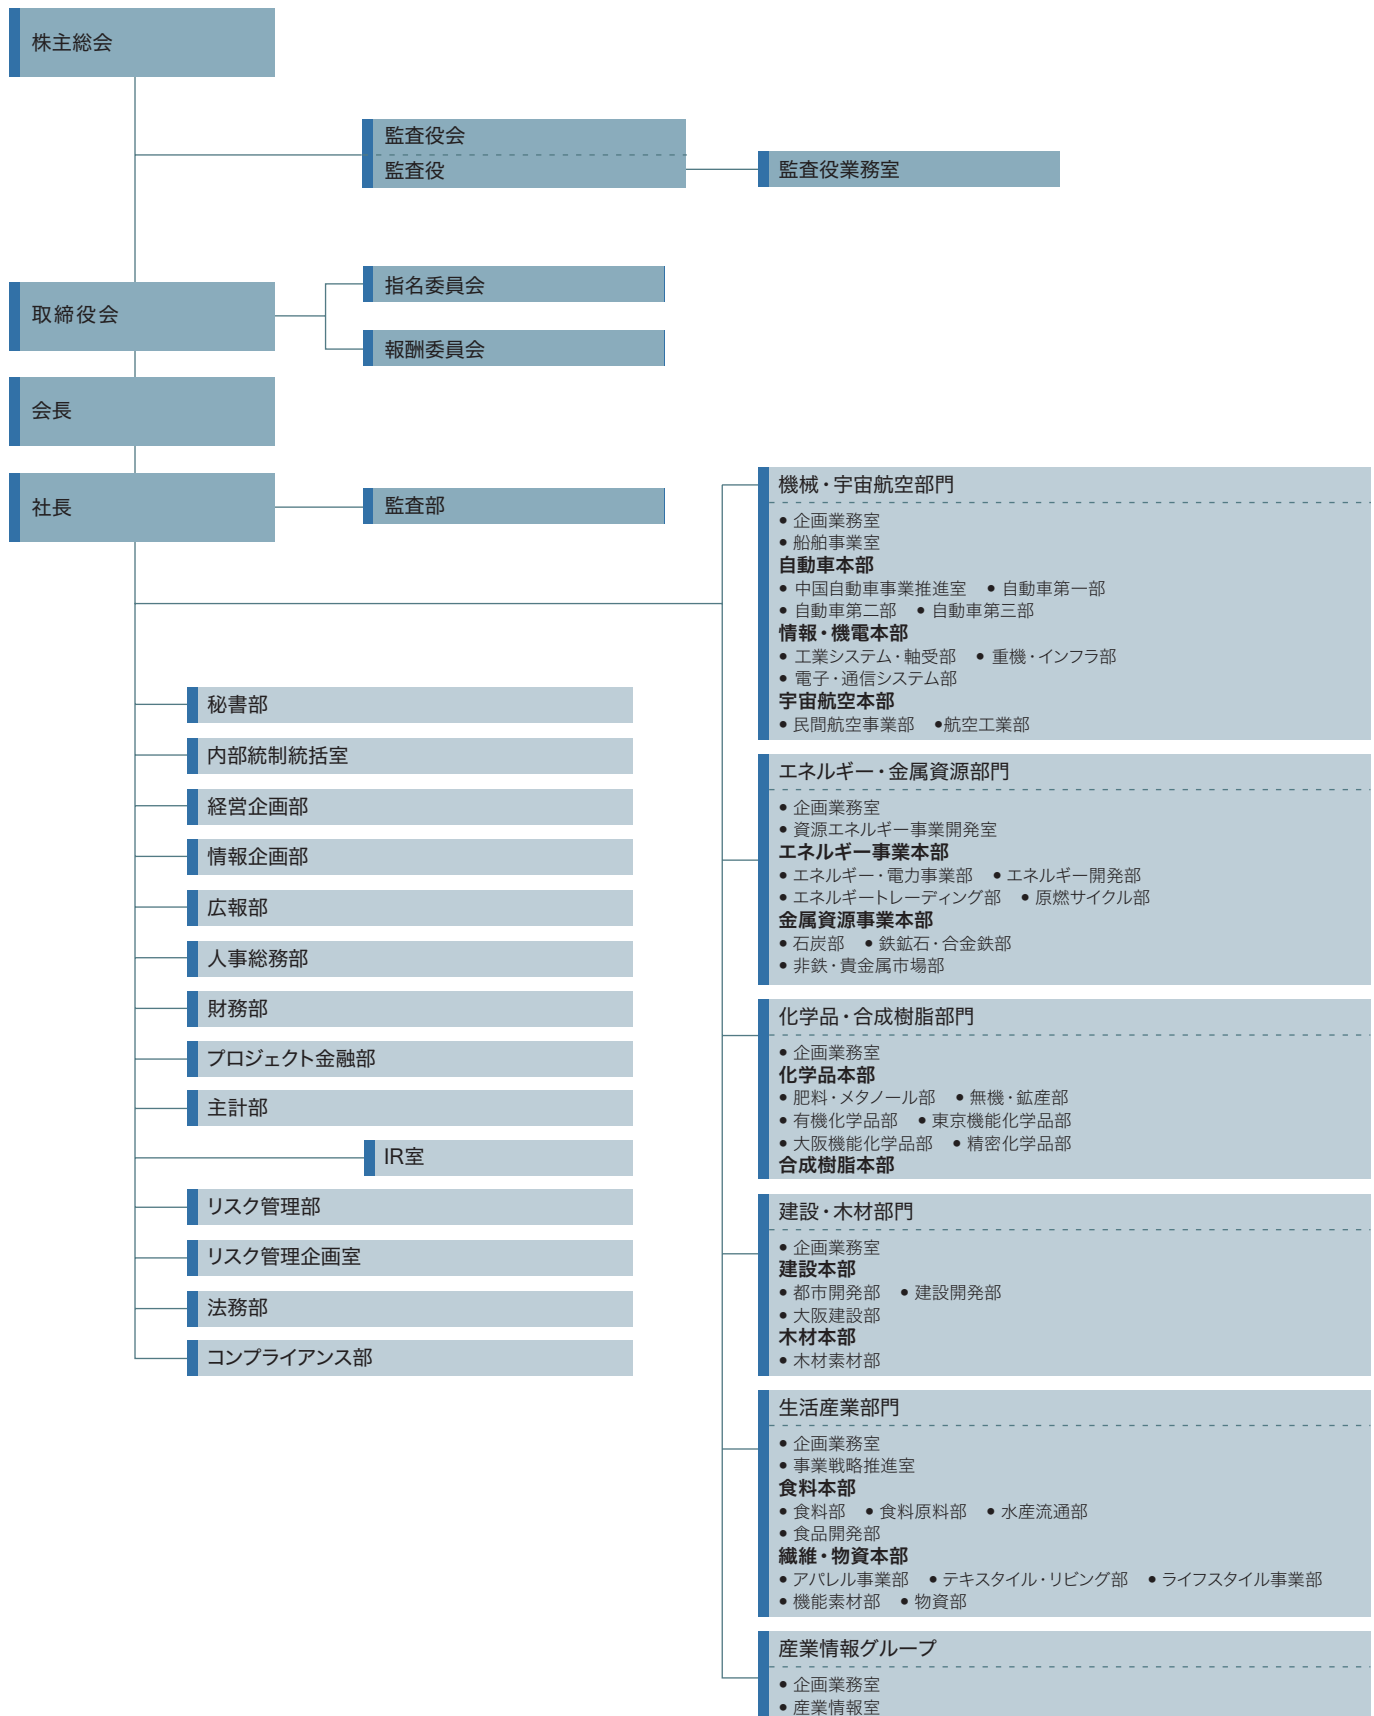 株主総会
監査役会
監査役
監査役業務室
取締役会
指名委員会
報酬委員会
会長
社長
監査部
秘書部
内部統制統括室
経営企画部
情報企画部
広報部
人事総務部
財務部
プロジェクト金融部
主計部
IR室
リスク管理部
リスク管理企画室
法務部
コンプライアンス部
機械・宇宙航空部門
● 企画業務室
● 船舶事業室
自動車本部
● 中国自動車事業推進室 ● 自動車第一部
● 自動車第二部 ● 自動車第三部
情報・機電本部
● 工業システム・軸受部 ● 重機・インフラ部
● 電子・通信システム部
宇宙航空本部
● 民間航空事業部 ●航空工業部
エネルギー・金属資源部門
● 企画業務室
● 資源エネルギー事業開発室
エネルギー事業本部
● エネルギー・電力事業部 ● エネルギー開発部
● エネルギートレーディング部 ● 原燃サイクル部
金属資源事業本部
● 石炭部 ● 鉄鉱石・合金鉄部
● 非鉄・貴金属市場部
化学品・合成樹脂部門
● 企画業務室
化学品本部
● 肥料・メタノール部 ● 無機・鉱産部
● 有機化学品部 ● 東京機能化学品部
● 大阪機能化学品部 ● 精密化学品部
合成樹脂本部
建設・木材部門
● 企画業務室
建設本部
● 都市開発部 ● 建設開発部
● 大阪建設部
木材本部
● 木材素材部
生活産業部門
● 企画業務室
● 事業戦略推進室
食料本部
● 食料部 ● 食料原料部 ● 水産流通部
● 食品開発部
繊維・物資本部
● アパレル事業部 ● テキスタイル・リビング部 ● ライフスタイル事業部
● 機能素材部 ● 物資部
産業情報グループ
● 企画業務室
● 産業情報室